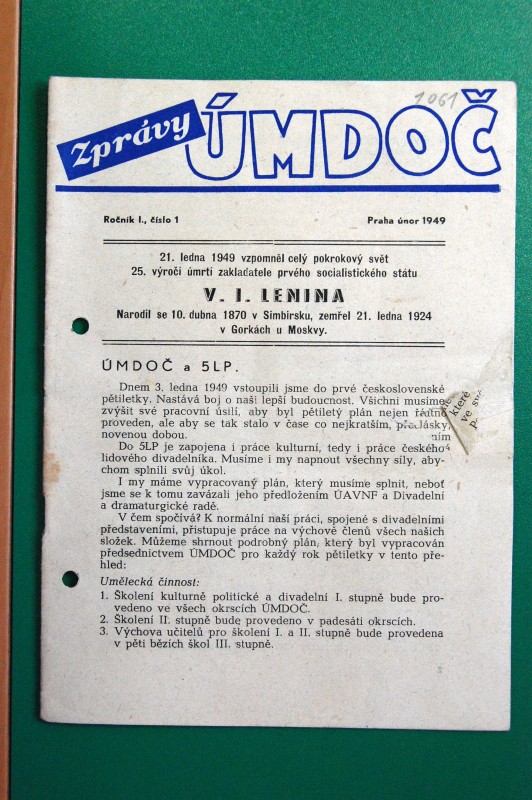 1061
Zprávy ÚMDOČ
Ročník I., číslo 1 Praha únor 1949
21. ledna 1949 vzpomněl celý pokrokový svět
25. výročí úmrtí zakladatele prvého socialistického státu
V. I. LENINA
Narodil se 10. dubna 1870 v Simbirsku, zemřel 21. ledna 1924
v Gorkách u Moskvy.
ÚMDOČ a 5LP.
Dnem 3. ledna 1949 vstoupili jsme do prvé československé
pětiletky. Nastává boj o naši lepší budoucnost. Všichni musíme
zvýšit své pracovní úsilí, aby byl pětiletý plán nejen řádně
proveden, ale aby se tak stalo v čase co nejkratším,
novenou dobou.
ním
které
ve
Do 5LP je zapojena i práce kulturní, tedy i práce českého
lidového divadelníka. Musíme i my napnout všechny síly, aby-
chom splnili svůj úkol.
I my máme vypracovaný plán, který musíme splnit, neboť
jsme se k tomu zavázali jeho předložením ÚAVNF a Divadelní
a dramaturgické radě.
V čem spočívá? K normální naší práci, spojené s divadelními
představeními, přistupuje práce na výchově členů všech našich
složek. Můžeme shrnout podrobný plán, který byl vypracován
předsednictvem ÚMDOČ pro každý rok pětiletky v tento pře-
hled:
Umělecká činnost:
1. Školení kulturně politické a divadelní I. stupně bude pro-
vedeno ve všech okrscích ÚMDOČ.
2. Školení II. stupně bude provedeno v padesáti okrscích.
3. Výchova učitelů pro školení I. a II. stupně bude provedena
v pěti bězích škol III. stupně.